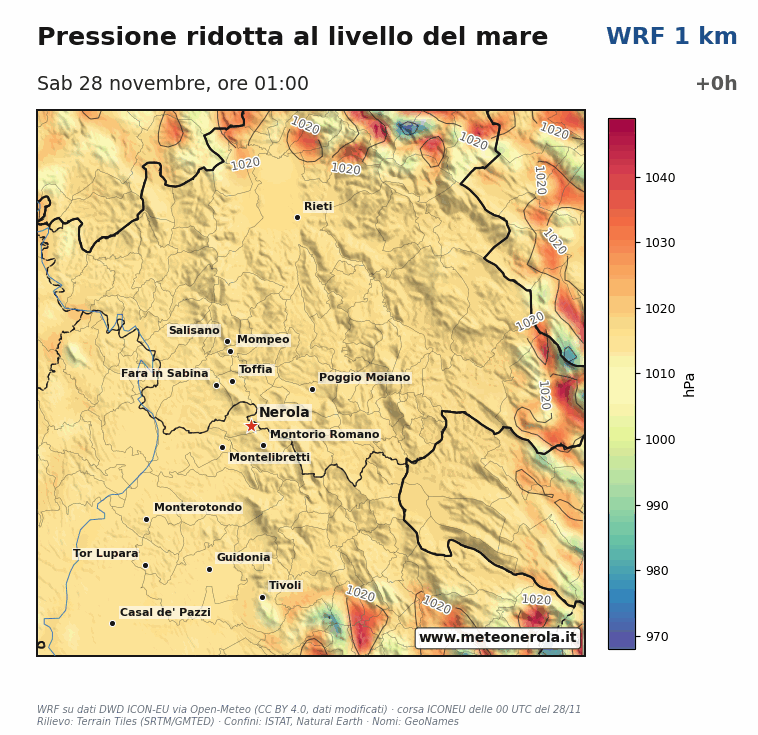 Pressione ridotta al livello del mare
WRF 1 km
Sab 28 novembre, ore 01:00
+0h
1020
1020
1020
1020
1020
1020
1020
1020
1020
1020
1020
1020
Rieti
Salisano
Mompeo
Toffia
Fara in Sabina
Poggio Moiano
Nerola
Montorio Romano
Montelibretti
Monterotondo
Tor Lupara
Guidonia
Tivoli
Casal de' Pazzi
www.meteonerola.it
1040
1030
1020
1010
1000
990
980
970
hPa
WRF su dati DWD ICON-EU via Open-Meteo (CC BY 4.0, dati modificati) · corsa ICONEU delle 00 UTC del 28/11
Rilievo: Terrain Tiles (SRTM/GMTED) · Confini: ISTAT, Natural Earth · Nomi: GeoNames